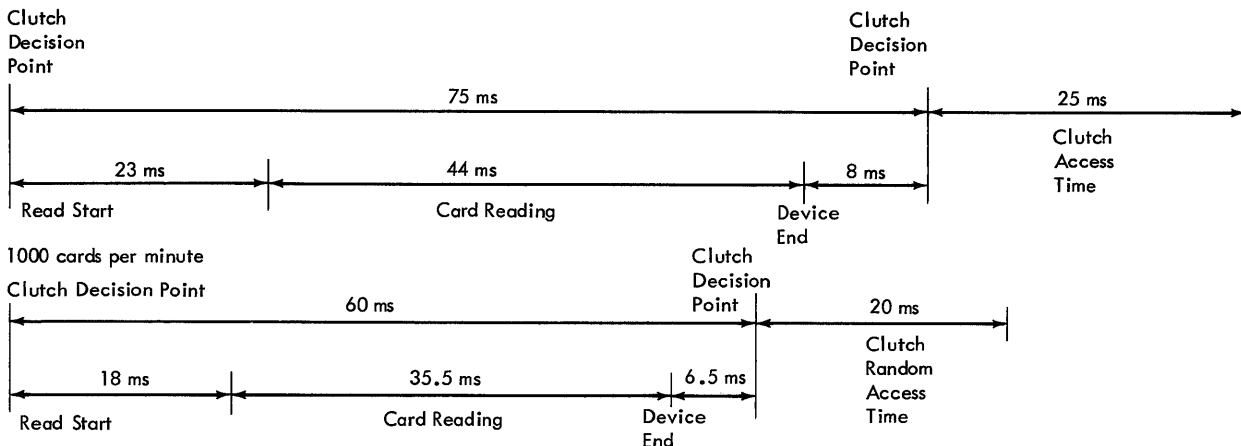 Clutch
Decision
Point
Clutch
Decision
Point
75 ms
25 ms
Clutch
Access
Time
23 ms
44 ms
8 ms
Read Start
Card Reading
Device
End
1000 cards per minute
Clutch Decision Point
Clutch
Decision
Point
60 ms
20 ms
Clutch
Random
Access
Time
18 ms
35.5 ms
6.5 ms
Read Start
Card Reading
Device
End